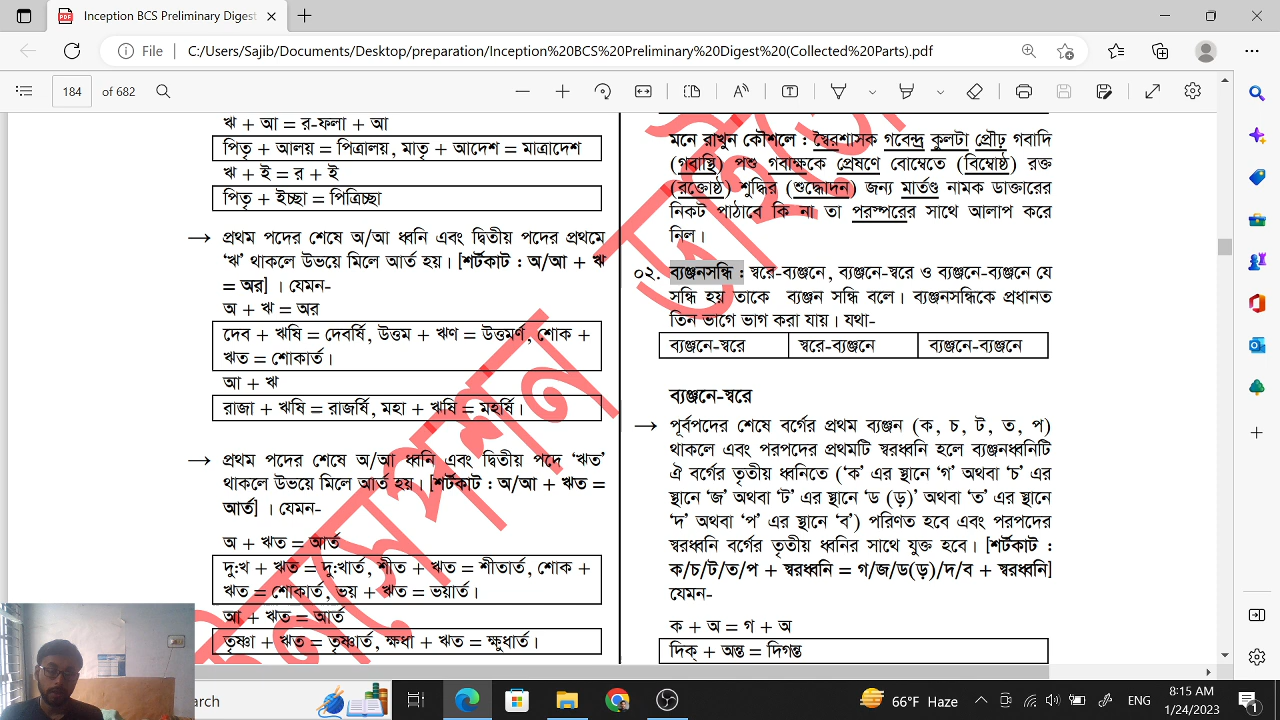 Inception BCS Preliminary Digest
File C:/Users/Sajib/Documents/Desktop/preparation/Inception%20BCS%20Preliminary%20Digest%20(Collected%20Parts).pdf
184 of 682
ঋ + আ = র-ফলা + আ
পিতৃ + আলয় = পিত্রালয়, মাতৃ + আদেশ = মাত্রাদেশ
ঋ + ই = র + ই
পিতৃ + ইচ্ছা = পিত্রিচ্ছা
→ প্রথম পদের শেষে অ/আ ধ্বনি এবং দ্বিতীয় পদের প্রথমে
‘ঋ’ থাকলে উভয়ে মিলে আর্ত হয়। [শর্টকাট : অ/আ + ঋ
= অর] । যেমন-
অ + ঋ = অর
দেব + ঋষি = দেবর্ষি, উত্তম + ঋণ = উত্তমর্ণ, শোক +
ঋত = শোকার্ত।
আ + ঋ
রাজা + ঋষি = রাজর্ষি, মহা + ঋষি = মহর্ষি।
→ প্রথম পদের শেষে অ/আ ধ্বনি এবং দ্বিতীয় পদে ‘ঋত’
থাকলে উভয়ে মিলে আর্ত হয়। [শর্টকাট : অ/আ + ঋত =
আর্ত] । যেমন-
অ + ঋত = আর্ত
দু:খ + ঋত = দু:খার্ত, শীত + ঋত = শীতার্ত, শোক +
ঋত = শোকার্ত, ভয় + ঋত = ভয়ার্ত।
আ + ঋত = আর্ত
তৃষ্ণা + ঋত = তৃষ্ণার্ত, ক্ষধা + ঋত = ক্ষুধার্ত।
মনে রাখুন কৌশলে : স্বৈরশাসক গবেন্দ্র কুলটা প্রৌঢ় গবাদি
(গবাস্থি) পশু গবাক্ষকে প্রেষণে বোম্বেতে (বিম্বোষ্ঠ) রক্ত
(রক্তোষ্ঠ) শুদ্ধির (শুদ্ধোদন) জন্য মার্তণ্ড নামক ডাক্তারের
নিকট পাঠাবে কি না তা পরস্পরের সাথে আলাপ করে
নিল।
০২. ব্যঞ্জনসন্ধি : স্বরে-ব্যঞ্জনে, ব্যঞ্জনে-স্বরে ও ব্যঞ্জনে-ব্যঞ্জনে যে
সন্ধি হয় তাকে ব্যঞ্জন সন্ধি বলে। ব্যঞ্জনসন্ধিকে প্রধানত
তিন ভাগে ভাগ করা যায়। যথা-
ব্যঞ্জনে-স্বরে স্বরে-ব্যঞ্জনে ব্যঞ্জনে-ব্যঞ্জনে
ব্যঞ্জনে-স্বরে
→ পূর্বপদের শেষে বর্গের প্রথম ব্যঞ্জন (ক, চ, ট, ত, প)
থাকলে এবং পরপদের প্রথমটি স্বরধ্বনি হলে ব্যঞ্জনধ্বনিটি
ঐ বর্গের তৃতীয় ধ্বনিতে (‘ক’ এর স্থানে ‘গ’ অথবা ‘চ’ এর
স্থানে ‘জ’ অথবা ‘ট’ এর স্থানে ‘ড (ড়)’ অথবা ‘ত’ এর স্থানে
‘দ’ অথবা ‘প’ এর স্থানে ‘ব’) পরিণত হবে এবং পরপদের
স্বরধ্বনি বর্গের তৃতীয় ধ্বনির সাথে যুক্ত হবে। [শর্টকাট :
ক/চ/ট/ত/প + স্বরধ্বনি = গ/জ/ড(ড়)/দ/ব + স্বরধ্বনি]
যেমন-
ক + অ = গ + অ
দিক্ + অন্ত = দিগন্ত
arch
66°F Haze
ENG
8:15 AM
1/24/2023